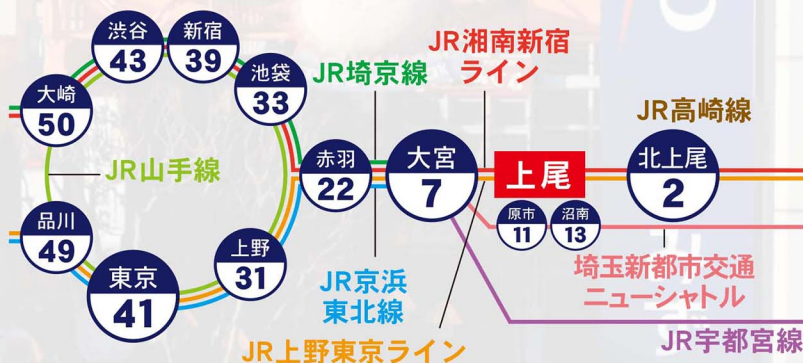 渋谷
43
新宿
39
池袋
33
大崎
50
JR山手線
品川
49
東京
41
上野
31
赤羽
22
JR埼京線
JR湘南新宿
ライン
大宮
7
上尾
JR高崎線
北上尾
2
原市
11
沼南
13
埼玉新都市交通
ニューシャトル
JR京浜
東北線
JR上野東京ライン
JR宇都宮線